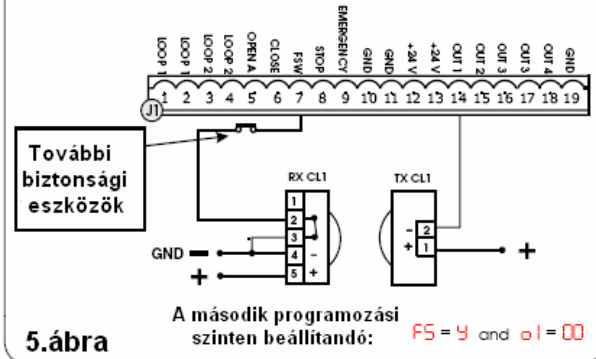 LOOP 1 LOOP 1 LOOP 2 LOOP 2 OPEN A CLOSE FSW STOP EMERGENCY GND GND +24 V +24 V OUT 1 OUT 2 OUT 3 OUT 3 OUT 4 GND
1 2 3 4 5 6 7 8 9 10 11 12 13 14 15 16 17 18 19
J1
További
biztonsági
eszközök
RX CL1
1
2
3
4 -
5 +
GND -
+
TX CL1
- 2
+ 1
+
A második programozási
szinten beállítandó:
FS = y and o1 = 00
5.ábra